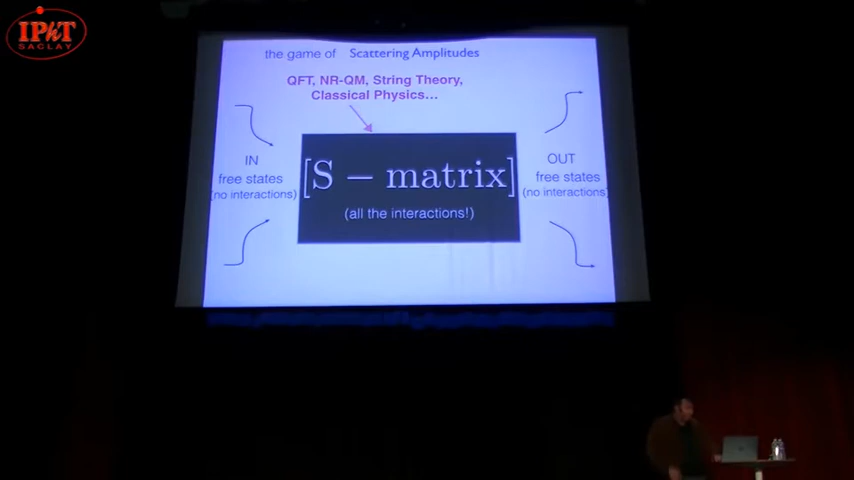 IPhT
SACLAY
the game of Scattering Amplitudes
QFT, NR-QM, String Theory,
Classical Physics...
IN
free states
(no interactions)
[S – matrix]
(all the interactions!)
OUT
free states
(no interactions)